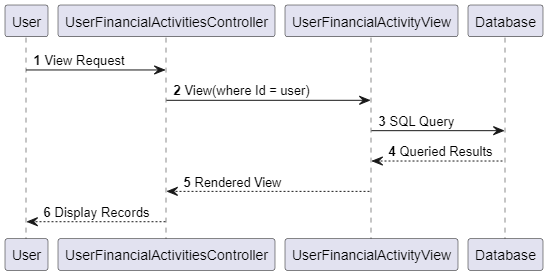 User UserFinancialActivitiesController UserFinancialActivityView Database
1 View Request
2 View(where Id = user)
3 SQL Query
4 Queried Results
5 Rendered View
6 Display Records
User UserFinancialActivitiesController UserFinancialActivityView Database